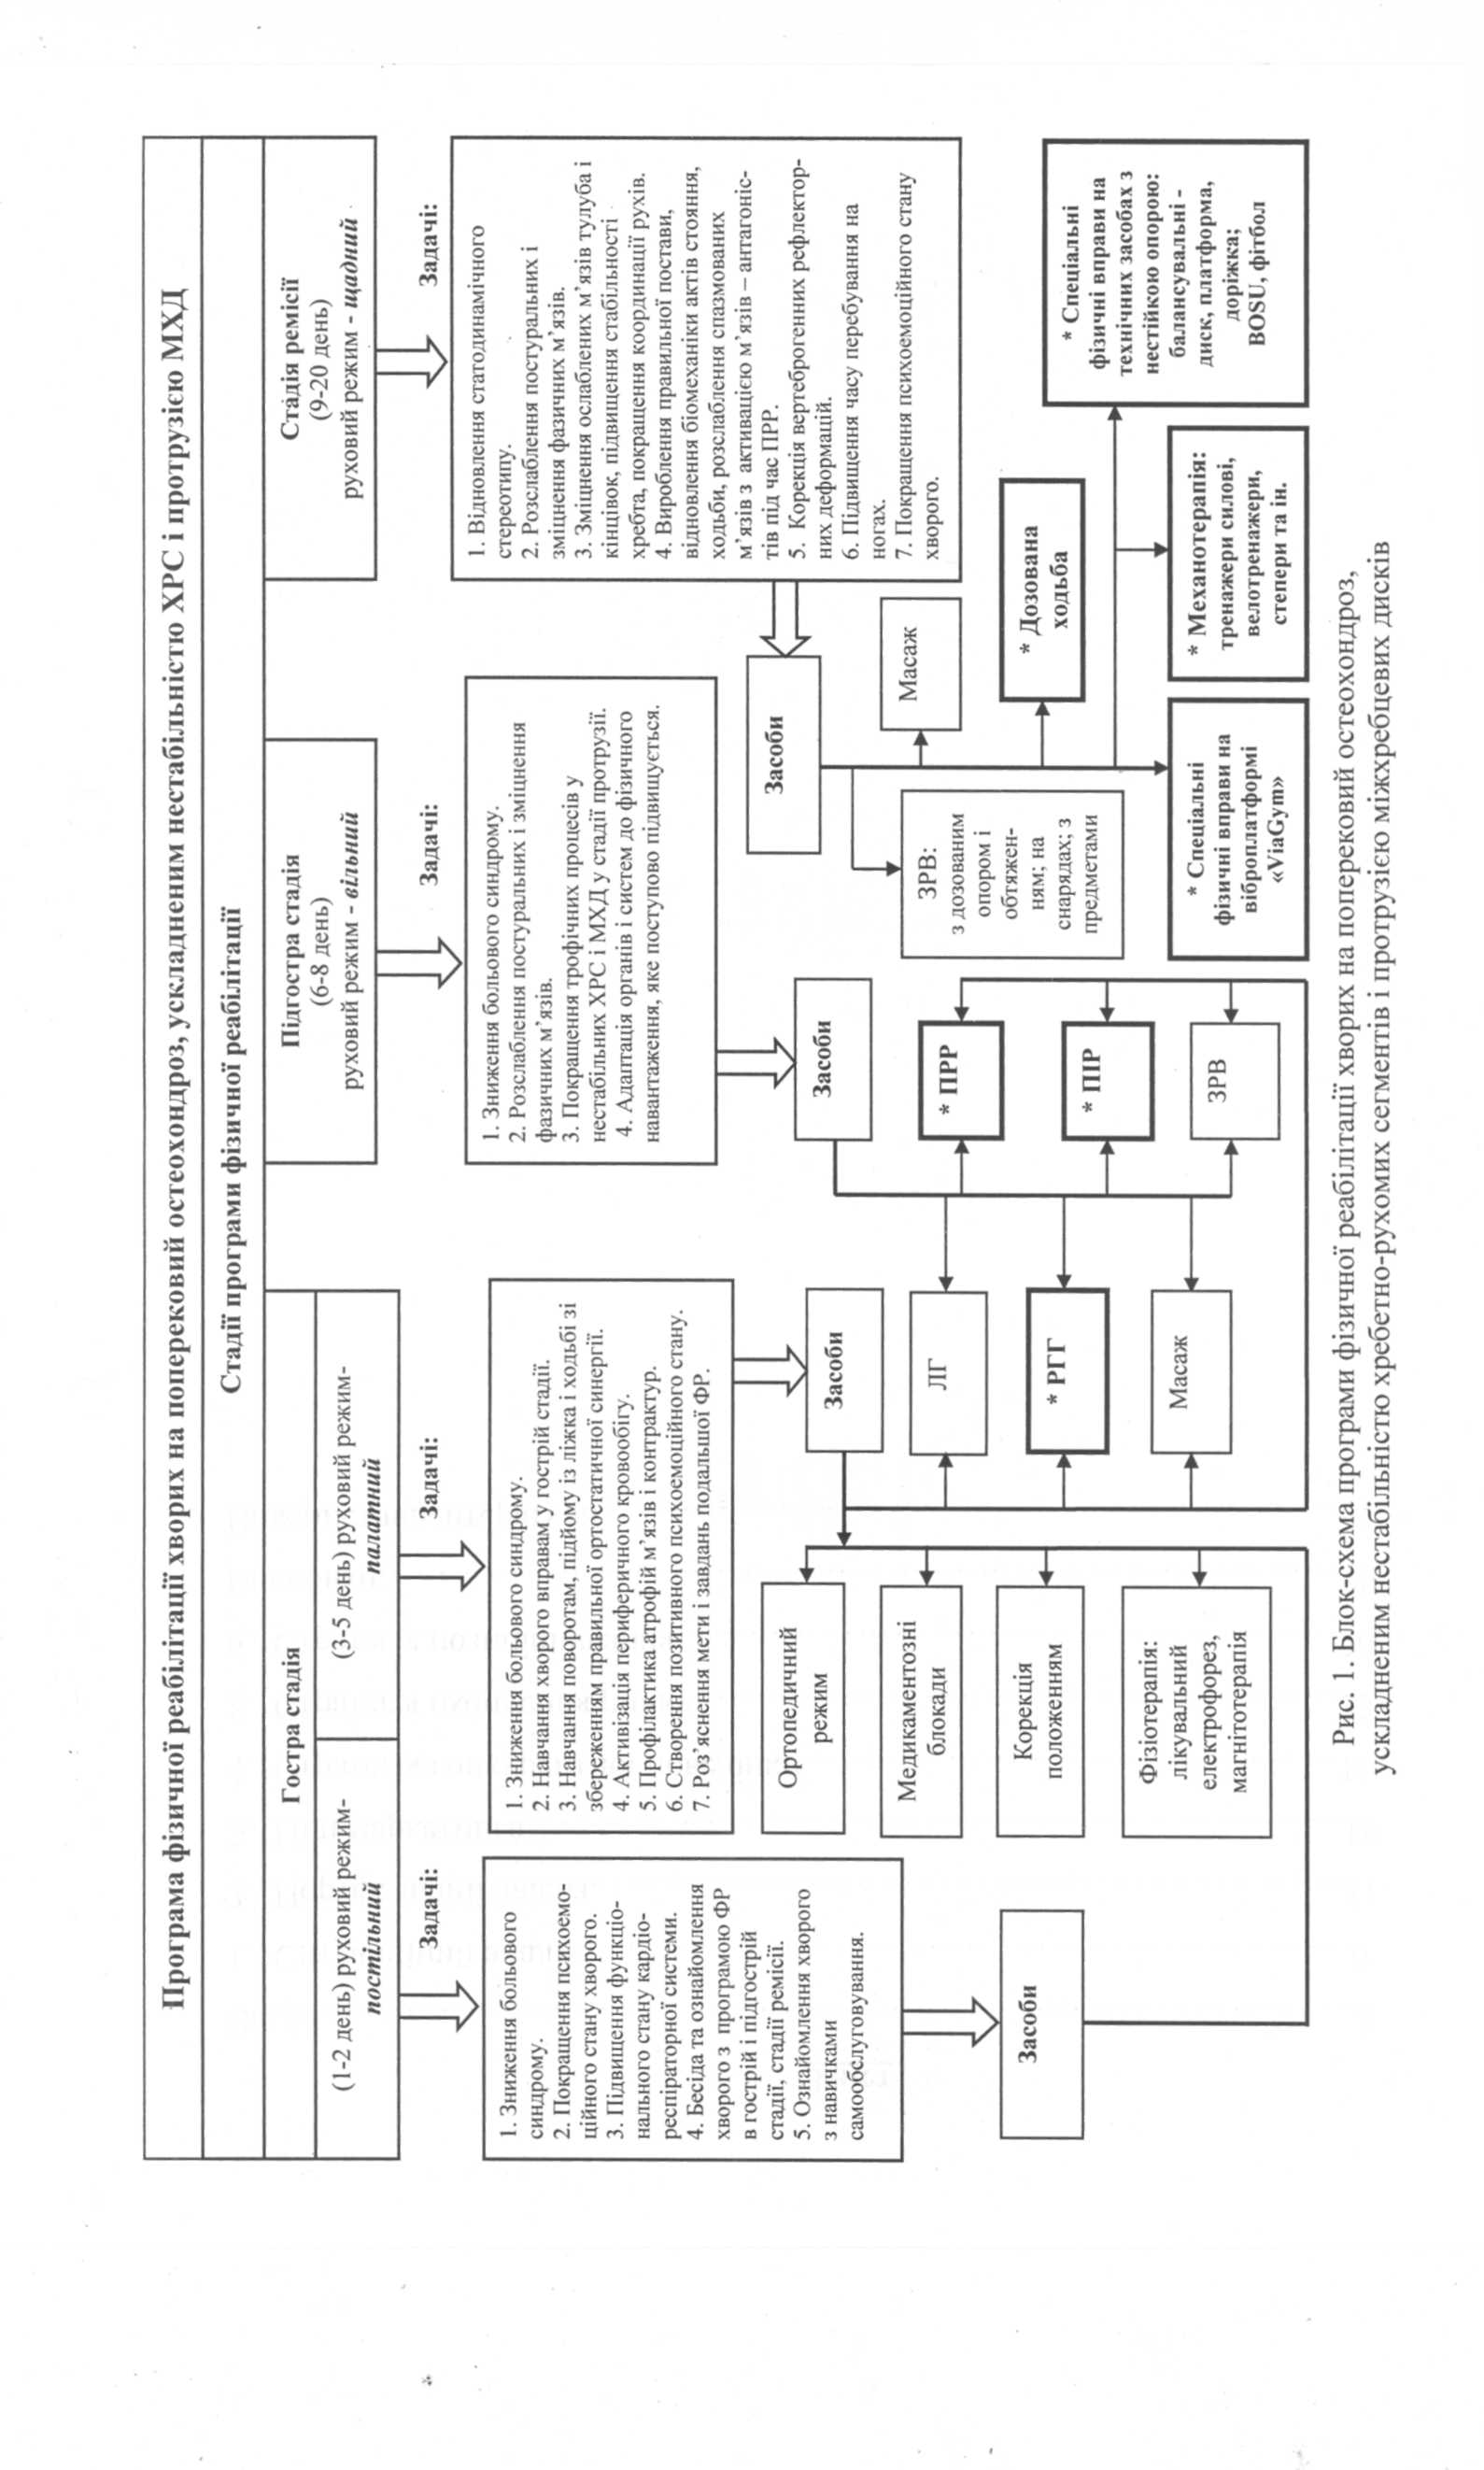 Програма фізичної реабілітації хворих на поперековий остеохондроз, ускладненим нестабільністю ХРС і протрузією МХД
Стадії програми фізичної реабілітації
Гостра стадія
(1-2 день) руховий режим-
постільний
(3-5 день) руховий режим-
палатний
Підгостра стадія
(6-8 день)
руховий режим - вільний
Стадія ремісії
(9-20 день)
руховий режим - щадний
Задачі:
Задачі:
Задачі:
Задачі:
1. Зниження больового
синдрому.
2. Покращення психоемо-
ційного стану хворого.
3. Підвищення функціо-
нального стану кардіо-
респіраторної системи.
4. Бесіда та ознайомлення
хворого з програмою ФР
в гострій і підгострій
стадії, стадії ремісії.
5. Ознайомлення хворого
з навичками
самообслуговування.
1. Зниження больового синдрому.
2. Навчання хворого вправам у гострій стадії.
3. Навчання поворотам, підйому із ліжка і ходьбі зі
збереженням правильної ортостатичної синергії.
4. Активізація периферичного кровообігу.
5. Профілактика атрофій м'язів і контрактур.
6. Створення позитивного психоемоційного стану.
7. Роз'яснення мети і завдань подальшої ФР.
1. Зниження больового синдрому.
2. Розслаблення постуральних і зміцнення
фазичних м'язів.
3. Покращення трофічних процесів у
нестабільних ХРС і МХД у стадії протрузії.
4. Адаптація органів і систем до фізичного
навантаження, яке поступово підвищується.
1. Відновлення статодинамічного
стереотипу.
2. Розслаблення постуральних і
зміцнення фазичних м'язів.
3. Зміцнення ослаблених м'язів тулуба і
кінцівок, підвищення стабільності
хребта, покращення координації рухів.
4. Вироблення правильної постави,
відновлення біомеханіки актів стояння,
ходьби, розслаблення спазмованих
м'язів з активацією м'язів – антагоніс-
тів під час ПРР.
5. Корекція вертеброгенних рефлектор-
них деформацій.
6. Підвищення часу перебування на
ногах.
7. Покращення психоемоційного стану
хворого.
Засоби
Ортопедичний
режим
Медикаментозні
блокади
Корекція
положенням
Фізіотерапія:
лікувальний
електрофорез,
магнітотерапія
Засоби
ЛГ
* РГГ
Масаж
Засоби
* ПРР
* ПІР
ЗРВ
Засоби
ЗРВ:
з дозованим
опором і
обтяжен-
ням; на
снарядах; з
предметами
Масаж
* Дозована
ходьба
* Спеціальні
фізичні вправи на
віброплатформі
«ViaGym»
* Механотерапія:
тренажери силові,
велотренажери,
степери та ін.
* Спеціальні
фізичні вправи на
технічних засобах з
нестійкою опорою:
балансувальні -
диск, платформа,
доріжка;
BOSU, фітбол
Рис. 1. Блок-схема програми фізичної реабілітації хворих на поперековий остеохондроз,
ускладненим нестабільністю хребетно-рухомих сегментів і протрузією міжхребцевих дисків